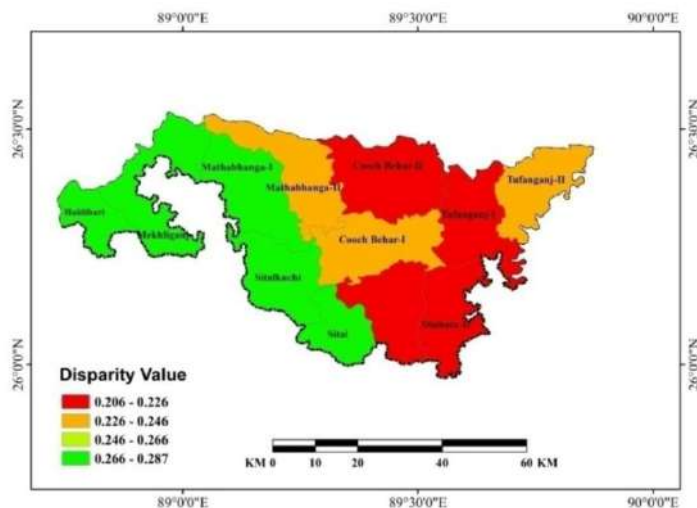 89°0'0"E 89°30'0"E 90°0'0"E
26°30'0"N 26°30'0"N
Mathabhanga-I
Cooch Behar-II
Mathabhanga-II
Tufanganj-II
Haldibari
Tufanganj-I
Mekhliganj
Cooch Behar-I
Sitalkuchi
Sitai
26°0'0"N 26°0'0"N
Disparity Value
0.206 - 0.226
0.226 - 0.246
0.246 - 0.266
0.266 - 0.287
KM 0 10 20 40 60 KM
89°0'0"E 89°30'0"E 90°0'0"E